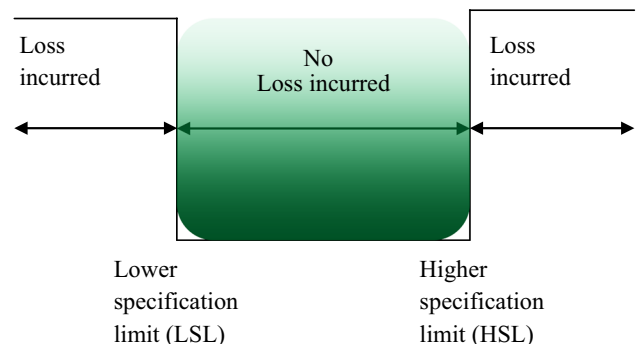 Loss
incurred
No
Loss incurred
Loss
incurred
Lower
specification
limit (LSL)
Higher
specification
limit (HSL)